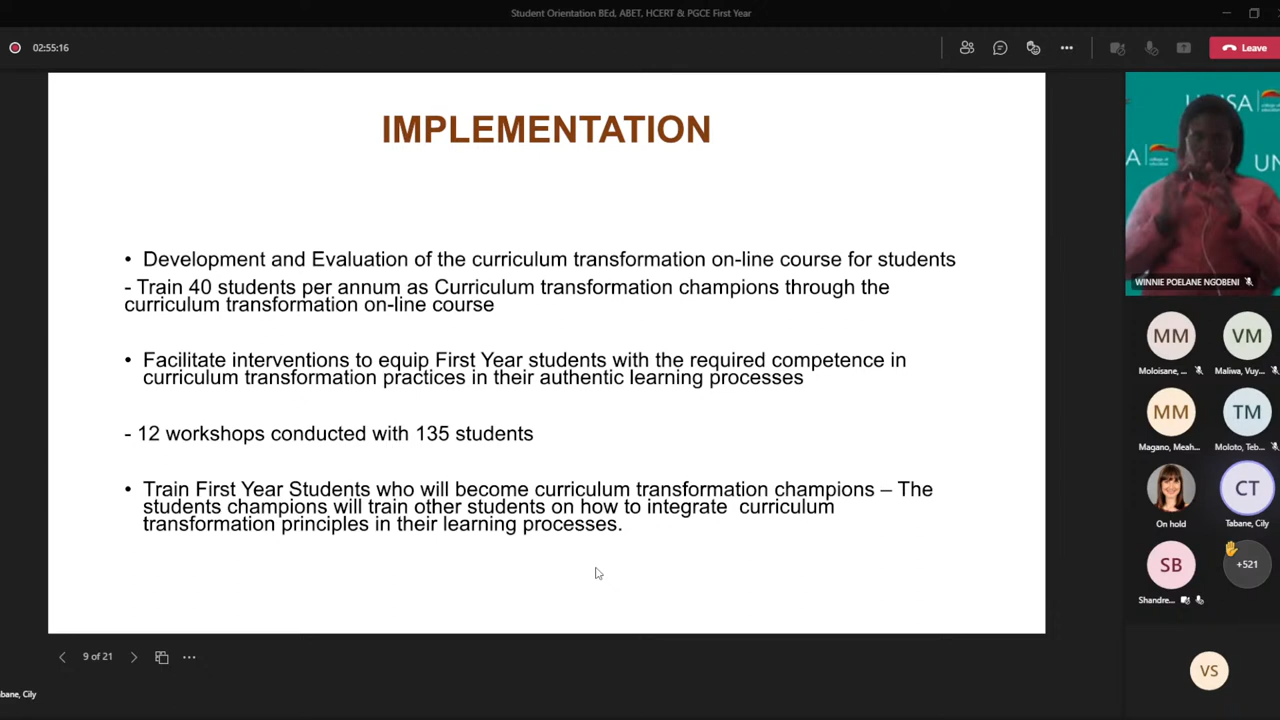 Student Orientation BEd, ABET, HCERT & PGCE First Year
02:55:16
Leave
IMPLEMENTATION
• Development and Evaluation of the curriculum transformation on-line course for students
- Train 40 students per annum as Curriculum transformation champions through the
curriculum transformation on-line course
• Facilitate interventions to equip First Year students with the required competence in
curriculum transformation practices in their authentic learning processes
- 12 workshops conducted with 135 students
• Train First Year Students who will become curriculum transformation champions – The
students champions will train other students on how to integrate curriculum
transformation principles in their learning processes.
9 of 21
abane, Cily
WINNIE POELANE NGOBENI
MM
VM
Moloisane, ...
Maliwa, Vuy...
MM
TM
Magano, Meah...
Moloto, Teb...
CT
On hold
Tabane, Cily
SB
+521
Shandre...
VS